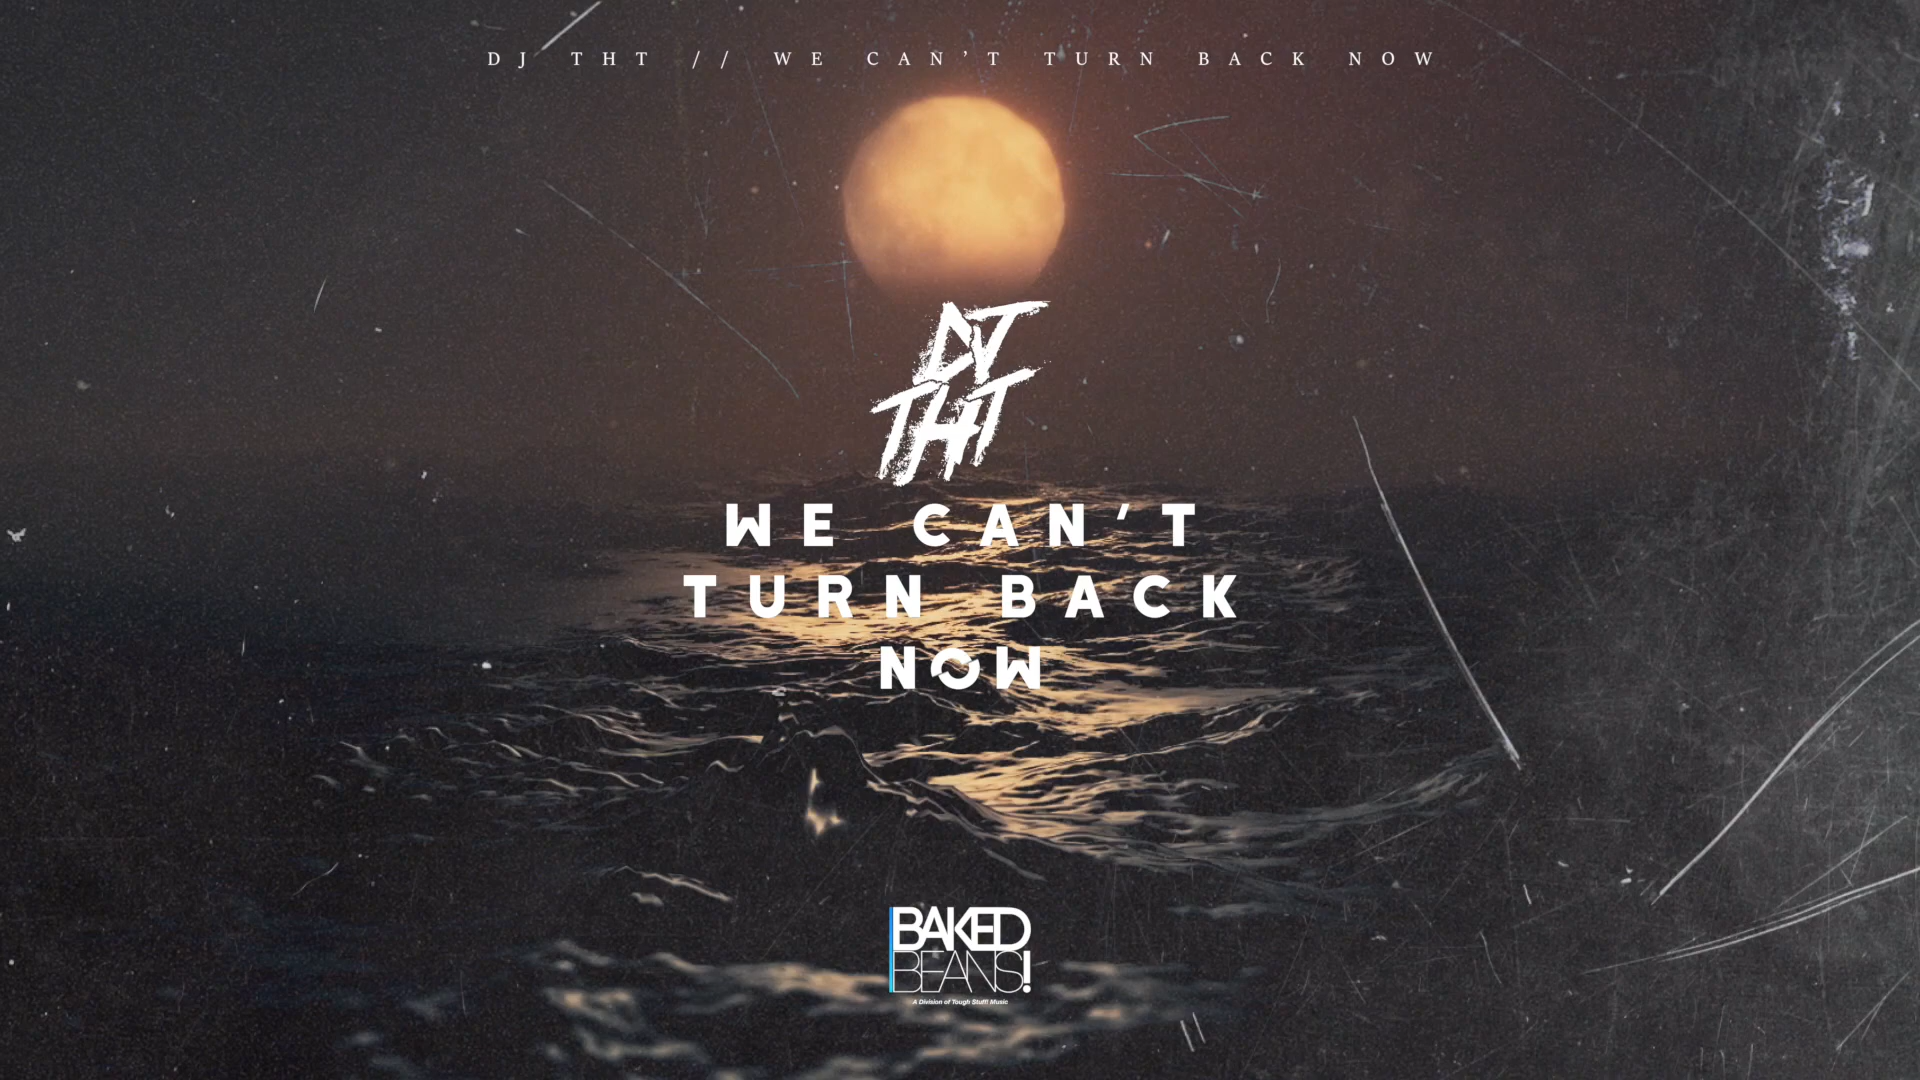 DJ THT // WE CAN’T TURN BACK NOW
DJ
THT
WE CAN’T
TURN BACK
NOW
BAKED
BEANS!
A Division of Tough Stuff! Music